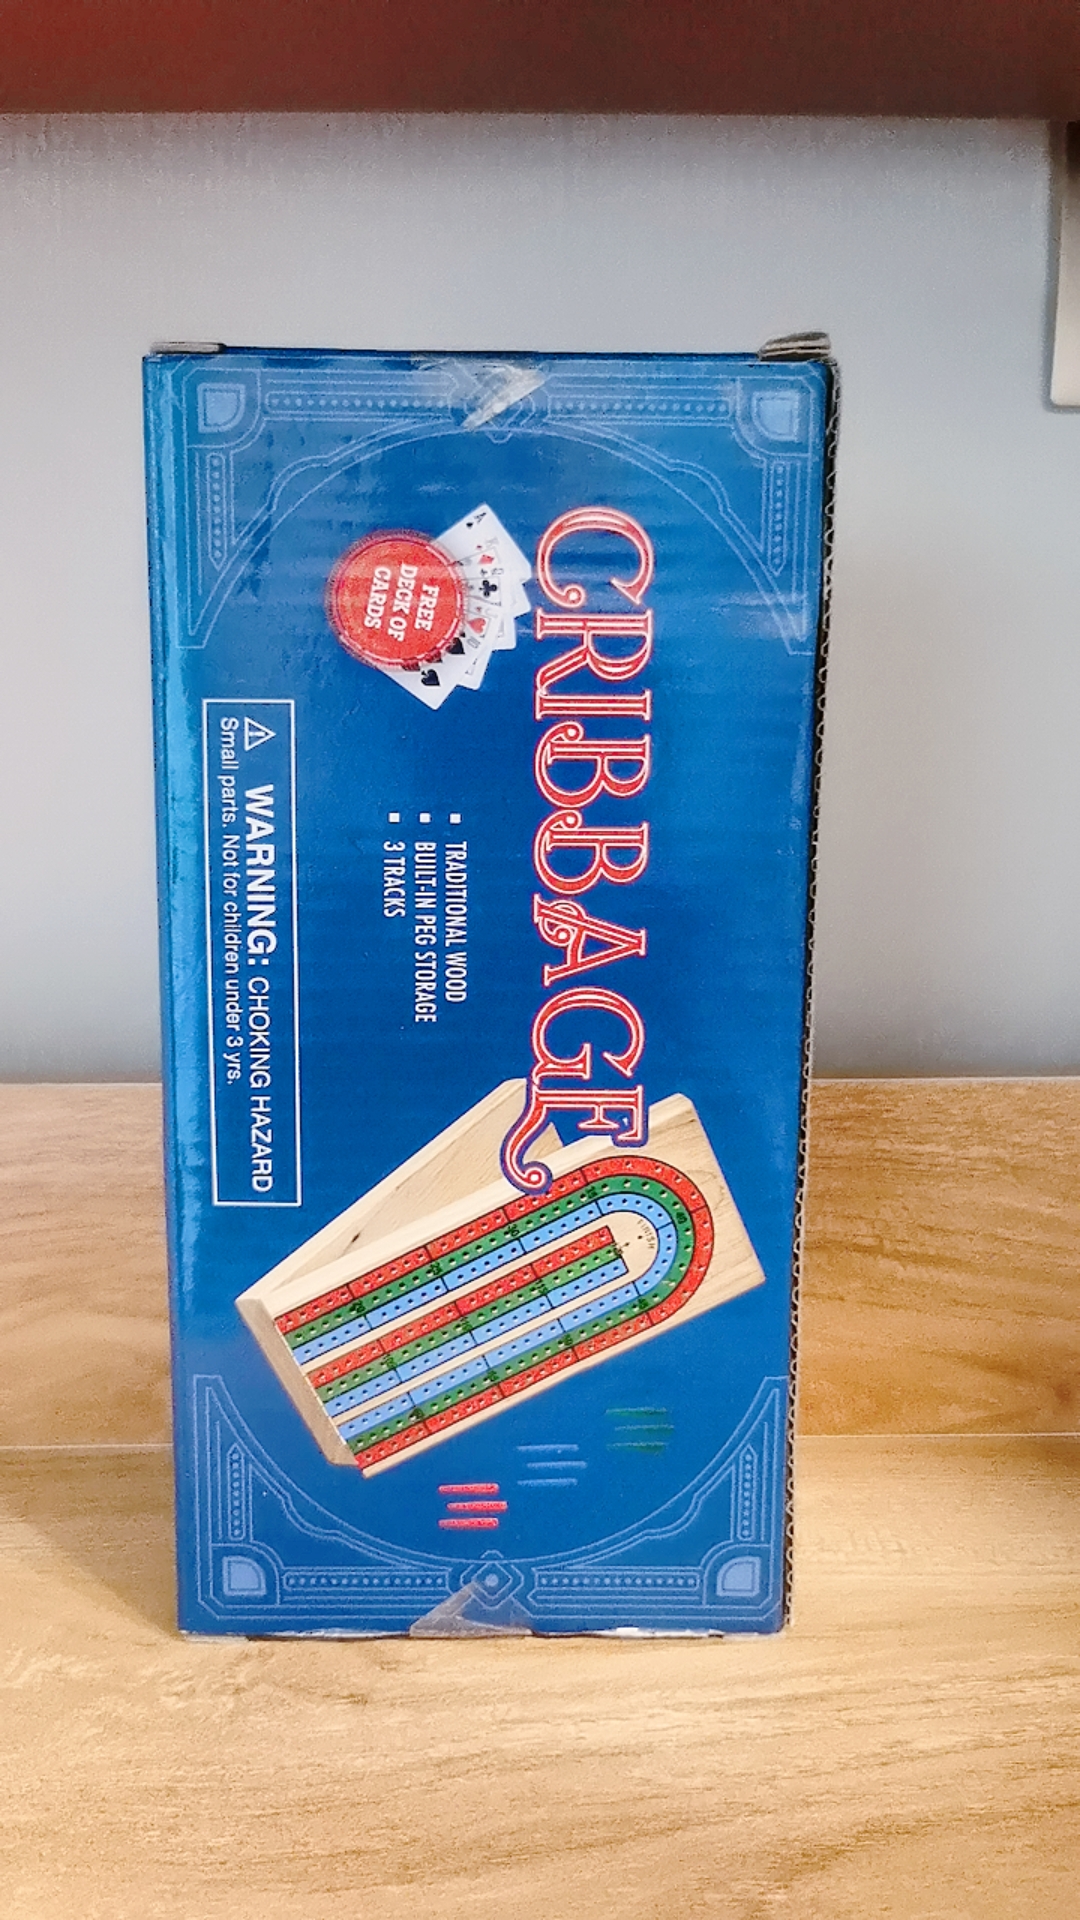 CRIBBAGE
FREE
DECK OF
CARDS
▪ TRADITIONAL WOOD
▪ BUILT-IN PEG STORAGE
▪ 3 TRACKS
⚠ WARNING: CHOKING HAZARD
Small parts. Not for children under 3 yrs.
FINISH